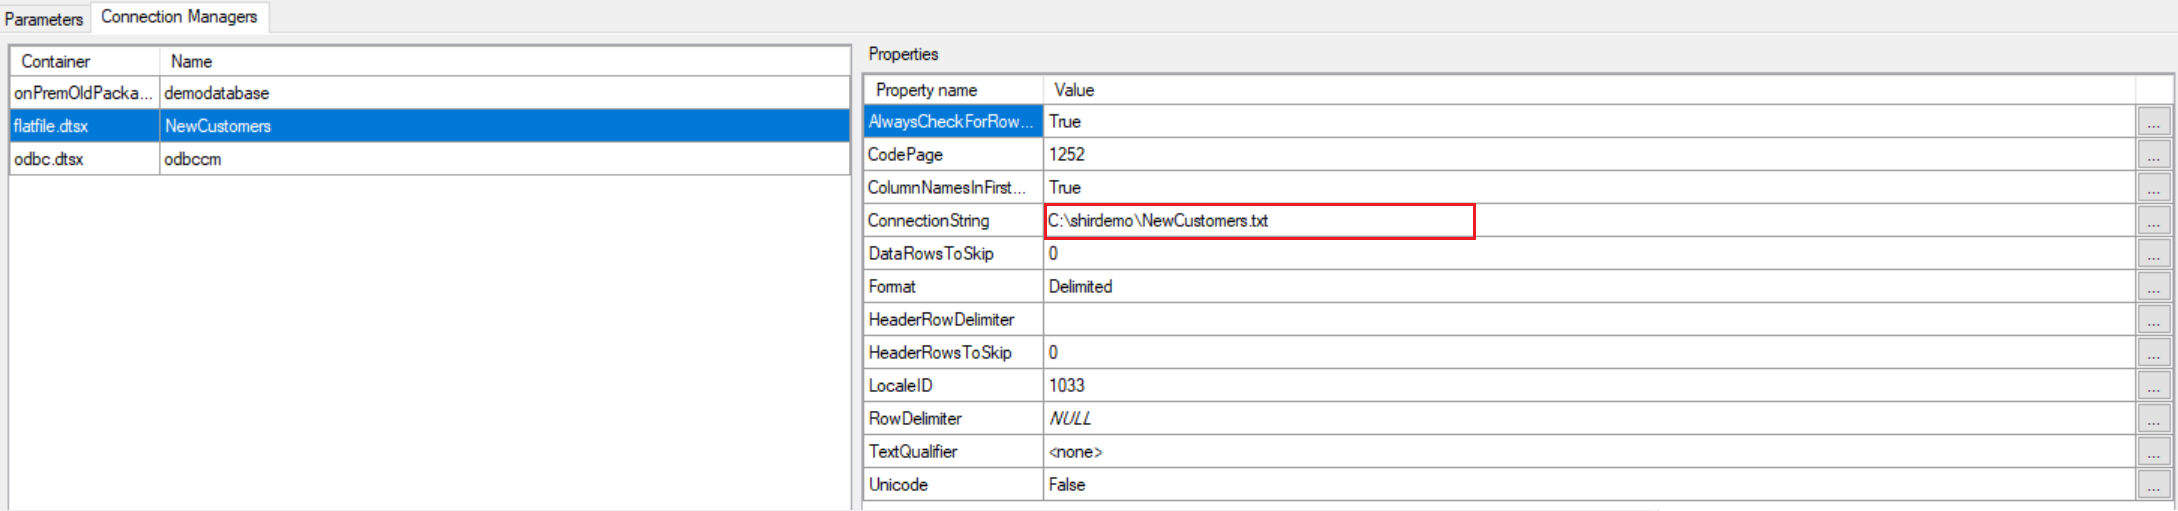 Parameters Connection Managers
Container Name
onPremOldPacka... demodatabase
flatfile.dtsx NewCustomers
odbc.dtsx odbccm
Properties
Property name Value
AlwaysCheckForRow... True ...
CodePage 1252 ...
ColumnNamesInFirst... True ...
ConnectionString C:\shirdemo\NewCustomers.txt ...
DataRowsToSkip 0 ...
Format Delimited ...
HeaderRowDelimiter ...
HeaderRowsToSkip 0 ...
LocaleID 1033 ...
RowDelimiter NULL ...
TextQualifier <none> ...
Unicode False ...